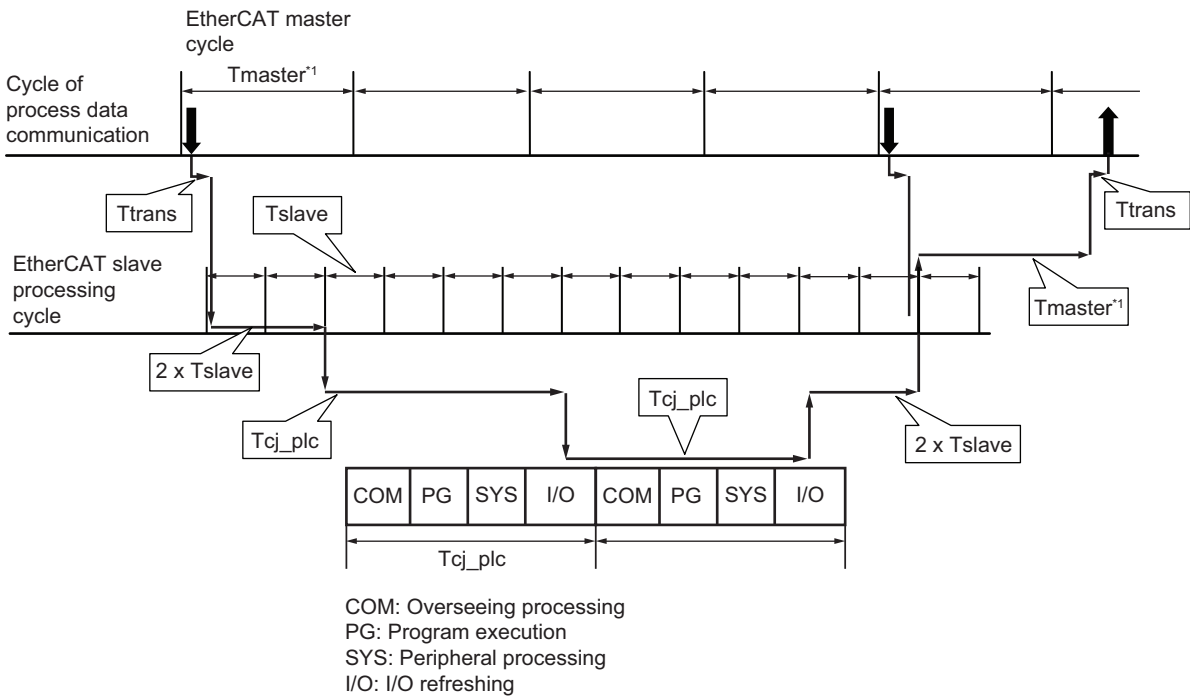 EtherCAT master
cycle
Tmaster*1
Cycle of
process data
communication
Ttrans
Tslave
Ttrans
EtherCAT slave
processing
cycle
Tmaster*1
2 x Tslave
Tcj_plc
Tcj_plc
2 x Tslave
COM PG SYS I/O COM PG SYS I/O
Tcj_plc
COM: Overseeing processing
PG: Program execution
SYS: Peripheral processing
I/O: I/O refreshing